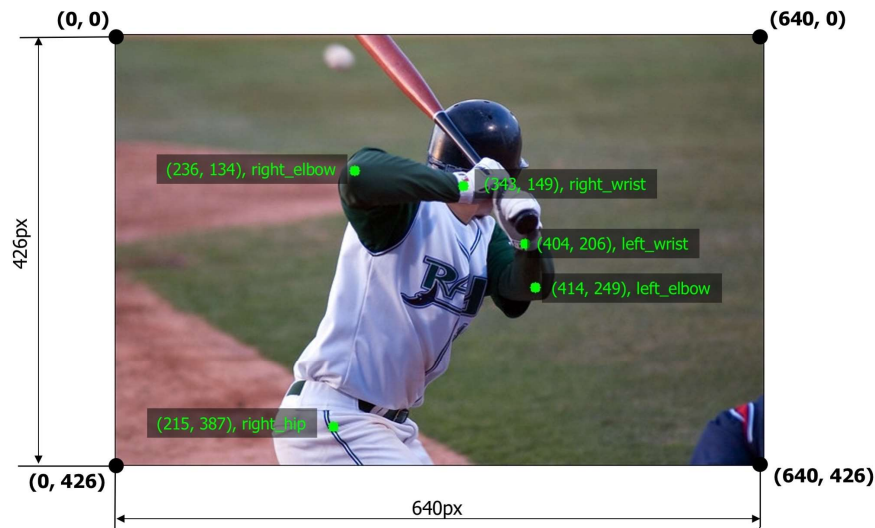 (0, 0)
(640, 0)
(236, 134), right_elbow
(343, 149), right_wrist
426px
(404, 206), left_wrist
RA
(414, 249), left_elbow
(215, 387), right_hip
(0, 426)
(640, 426)
640px